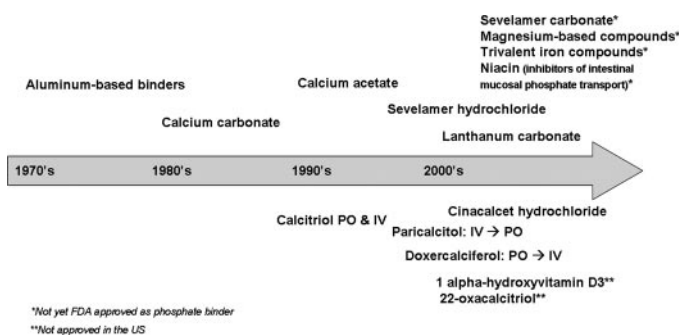 Sevelamer carbonate*
Magnesium-based compounds*
Trivalent iron compounds*
Niacin (inhibitors of intestinal
mucosal phosphate transport)*
Aluminum-based binders
Calcium acetate
Sevelamer hydrochloride
Calcium carbonate
Lanthanum carbonate
1970's 1980's 1990's 2000's
Cinacalcet hydrochloride
Calcitriol PO & IV
Paricalcitol: IV → PO
Doxercalciferol: PO → IV
1 alpha-hydroxyvitamin D3**
22-oxacalcitriol**
*Not yet FDA approved as phosphate binder
**Not approved in the US